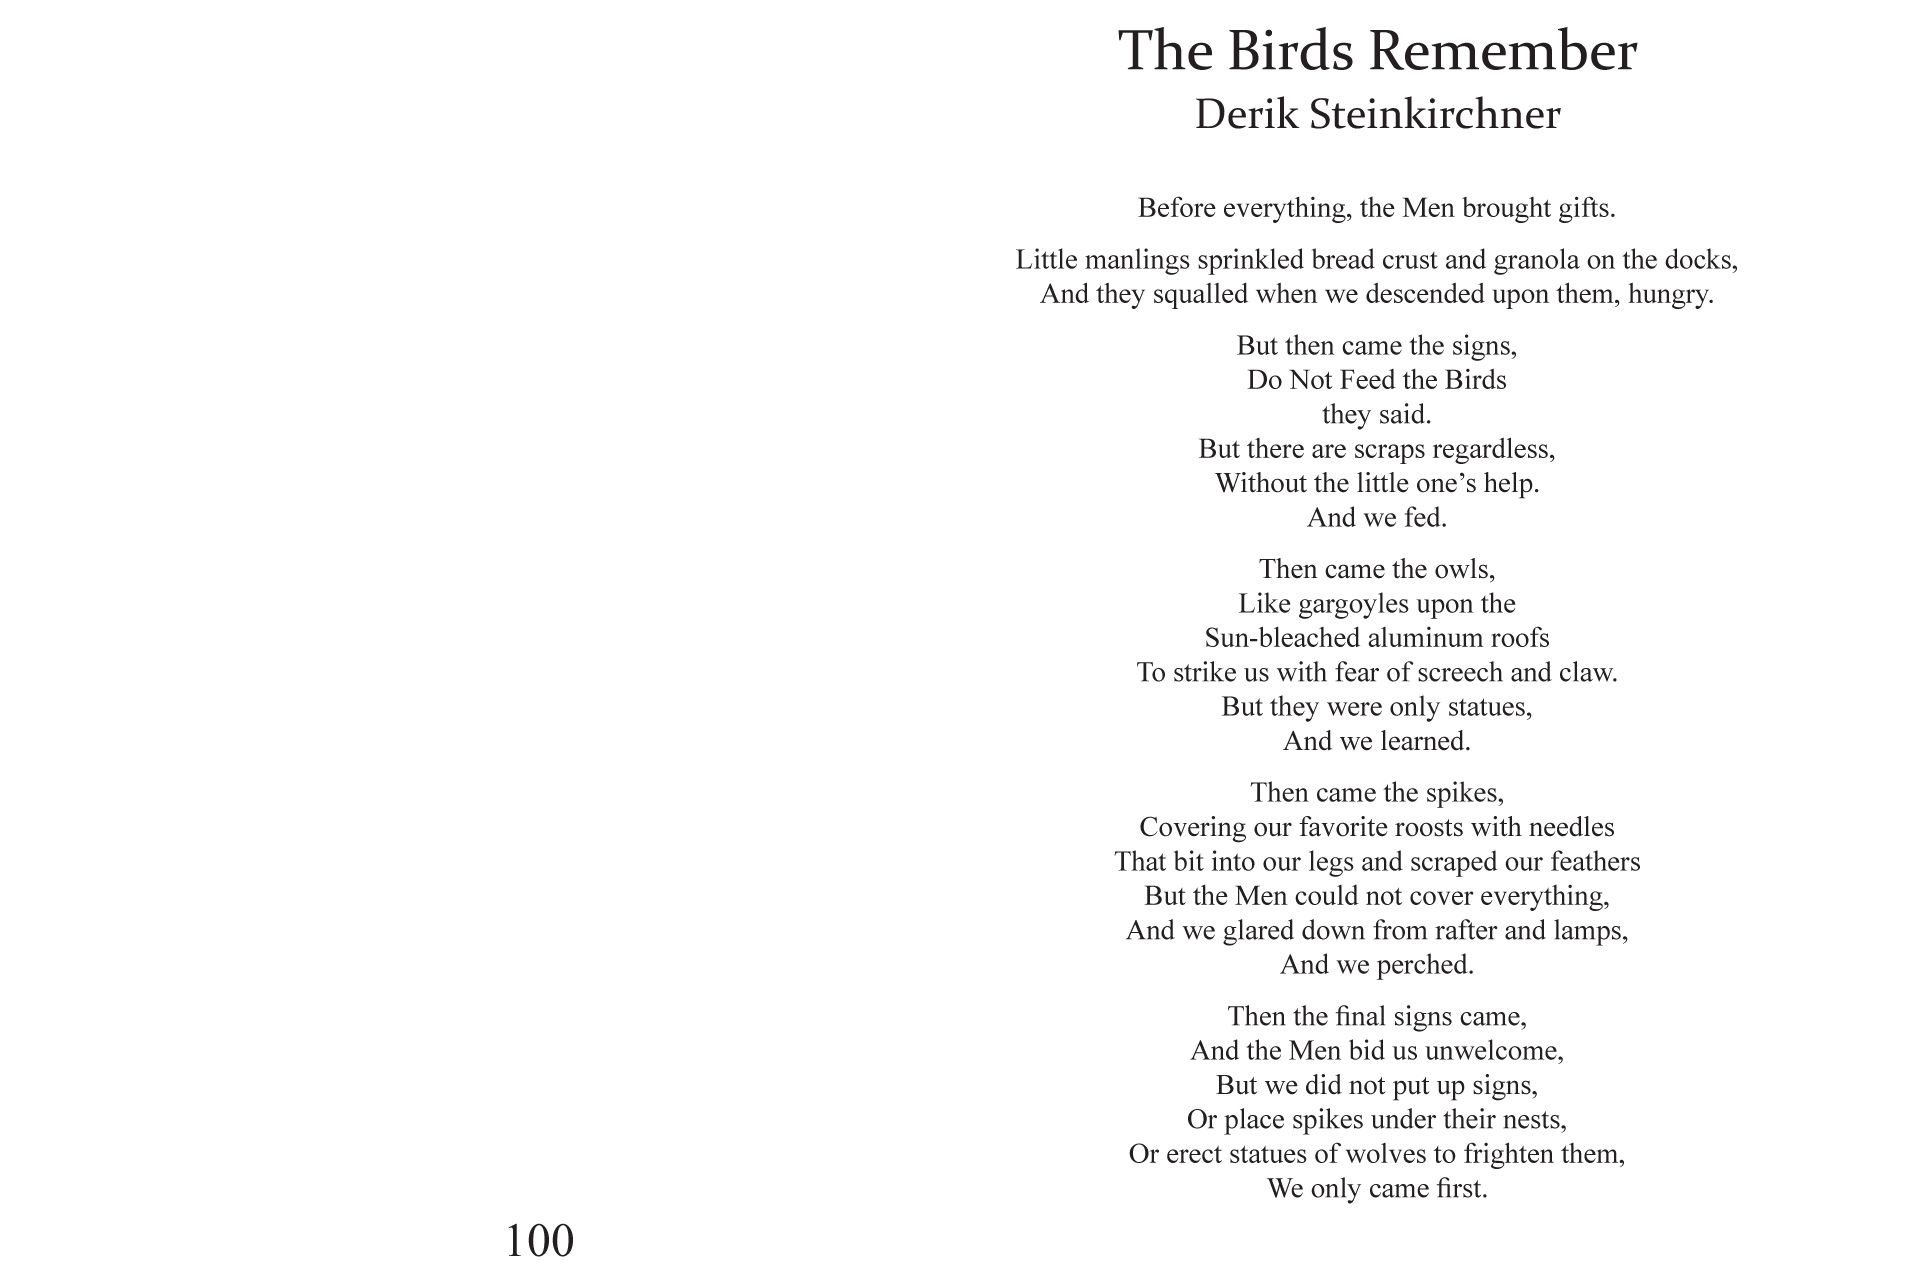 100
The Birds Remember
Derik Steinkirchner
Before everything, the Men brought gifts.
Little manlings sprinkled bread crust and granola on the docks,
And they squalled when we descended upon them, hungry.
But then came the signs,
Do Not Feed the Birds
they said.
But there are scraps regardless,
Without the little one’s help.
And we fed.
Then came the owls,
Like gargoyles upon the
Sun-bleached aluminum roofs
To strike us with fear of screech and claw.
But they were only statues,
And we learned.
Then came the spikes,
Covering our favorite roosts with needles
That bit into our legs and scraped our feathers
But the Men could not cover everything,
And we glared down from rafter and lamps,
And we perched.
Then the final signs came,
And the Men bid us unwelcome,
But we did not put up signs,
Or place spikes under their nests,
Or erect statues of wolves to frighten them,
We only came first.